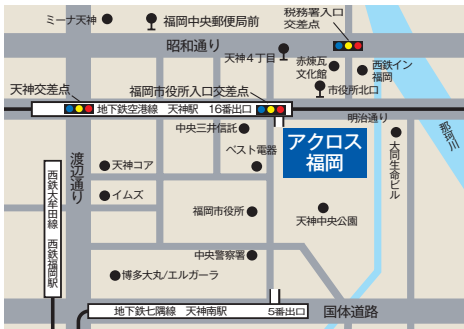 ミーナ天神
福岡中央郵便局前
税務署入口
交差点
昭和通り
天神4丁目
赤煉瓦
文化館
西鉄イン
福岡
市役所北口
天神交差点
福岡市役所入口交差点
地下鉄空港線 天神駅 16番出口
明治通り
那珂川
中央三井信託
アクロス
福岡
ベスト電器
大同生命ビル
渡辺通り
天神コア
イムズ
西鉄大牟田線 西鉄福岡駅
福岡市役所
天神中央公園
中央警察署
博多大丸/エルガーラ
地下鉄七隈線 天神南駅 5番出口
国体道路